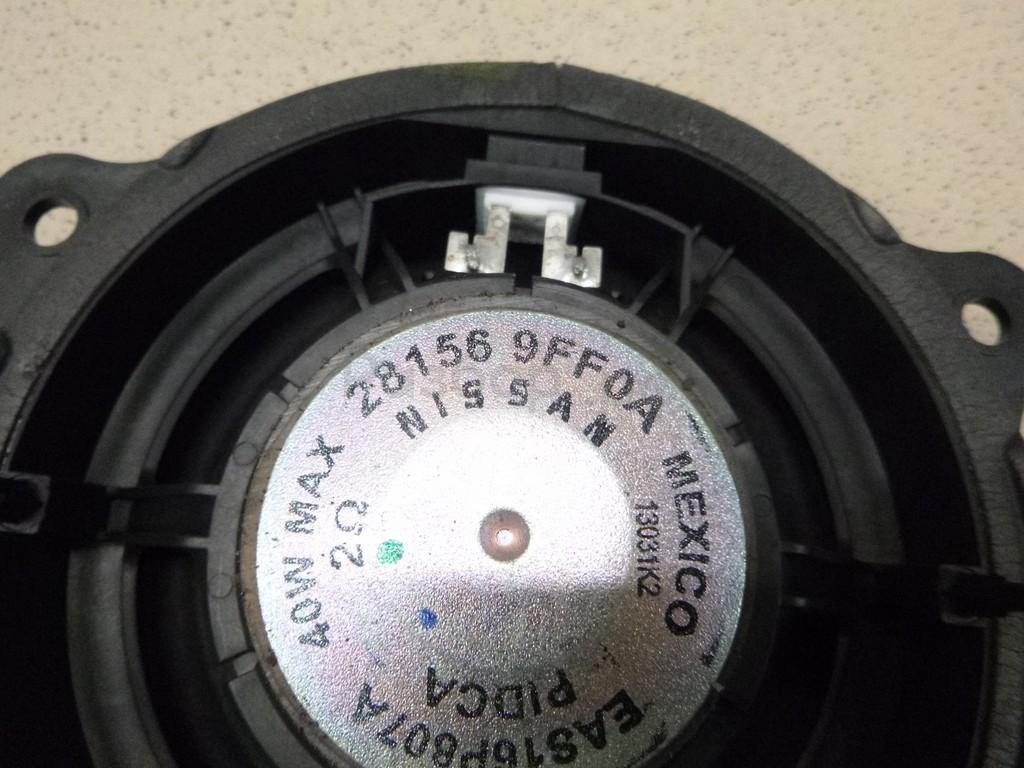 28156 9FF0A
NISSAN
MEXICO
13031K2
40W MAX
2Ω
EAS16P807A
PIDCA